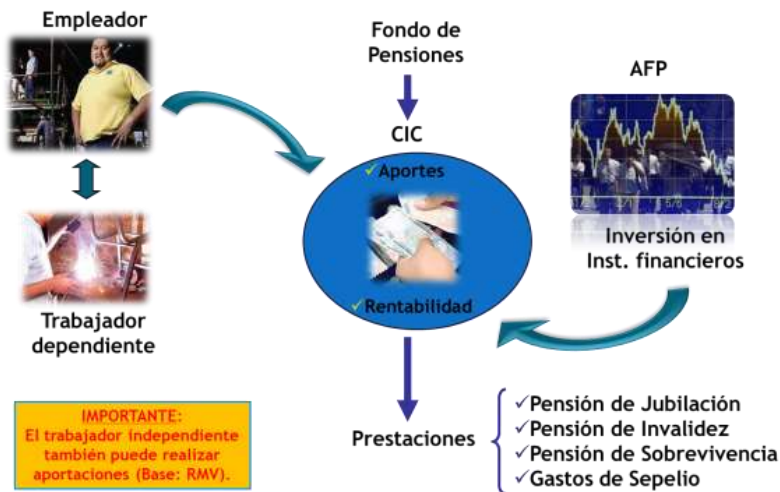 Empleador
Trabajador
dependiente
IMPORTANTE:
El trabajador independiente
también puede realizar
aportaciones (Base: RMV).
Fondo de
Pensiones
CIC
✓Aportes
✓Rentabilidad
Prestaciones
✓Pensión de Jubilación
✓Pensión de Invalidez
✓Pensión de Sobrevivencia
✓Gastos de Sepelio
AFP
Inversión en
Inst. financieros